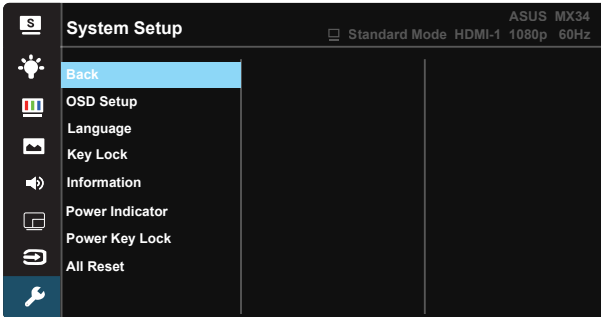 S
System Setup
ASUS MX34
Standard Mode HDMI-1 1080p 60Hz
Back
OSD Setup
Language
Key Lock
Information
Power Indicator
Power Key Lock
All Reset